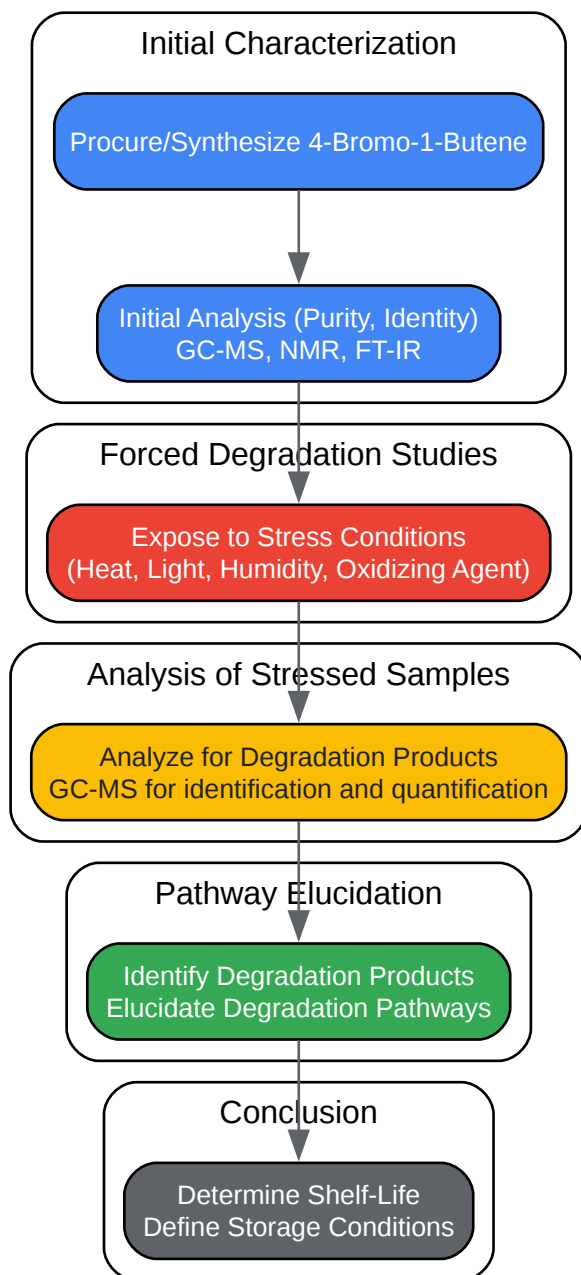 Initial Characterization
Procure/Synthesize 4-Bromo-1-Butene
Initial Analysis (Purity, Identity)
GC-MS, NMR, FT-IR
Forced Degradation Studies
Expose to Stress Conditions
(Heat, Light, Humidity, Oxidizing Agent)
Analysis of Stressed Samples
Analyze for Degradation Products
GC-MS for identification and quantification
Pathway Elucidation
Identify Degradation Products
Elucidate Degradation Pathways
Conclusion
Determine Shelf-Life
Define Storage Conditions